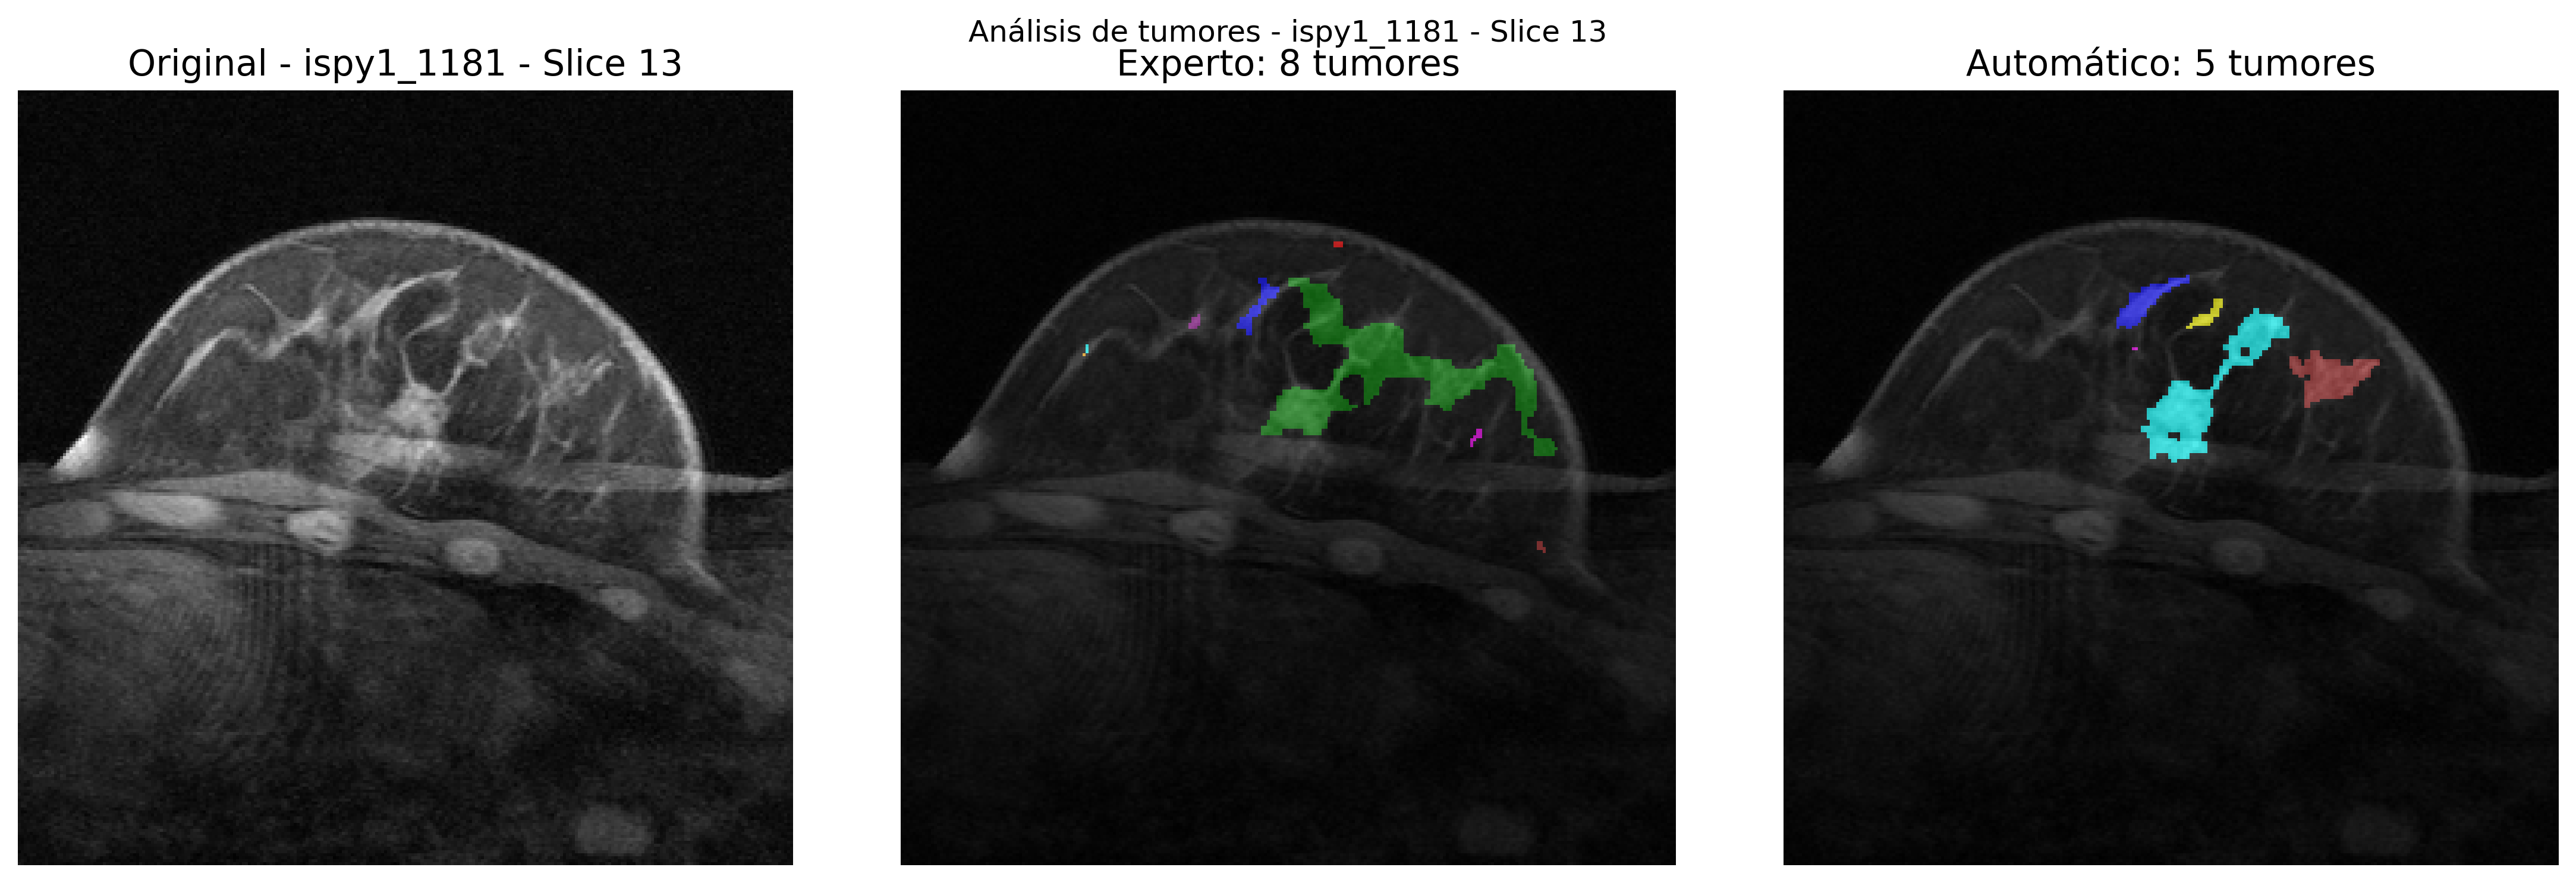 Análisis de tumores - ispy1_1181 - Slice 13
Original - ispy1_1181 - Slice 13
Experto: 8 tumores
Automático: 5 tumores